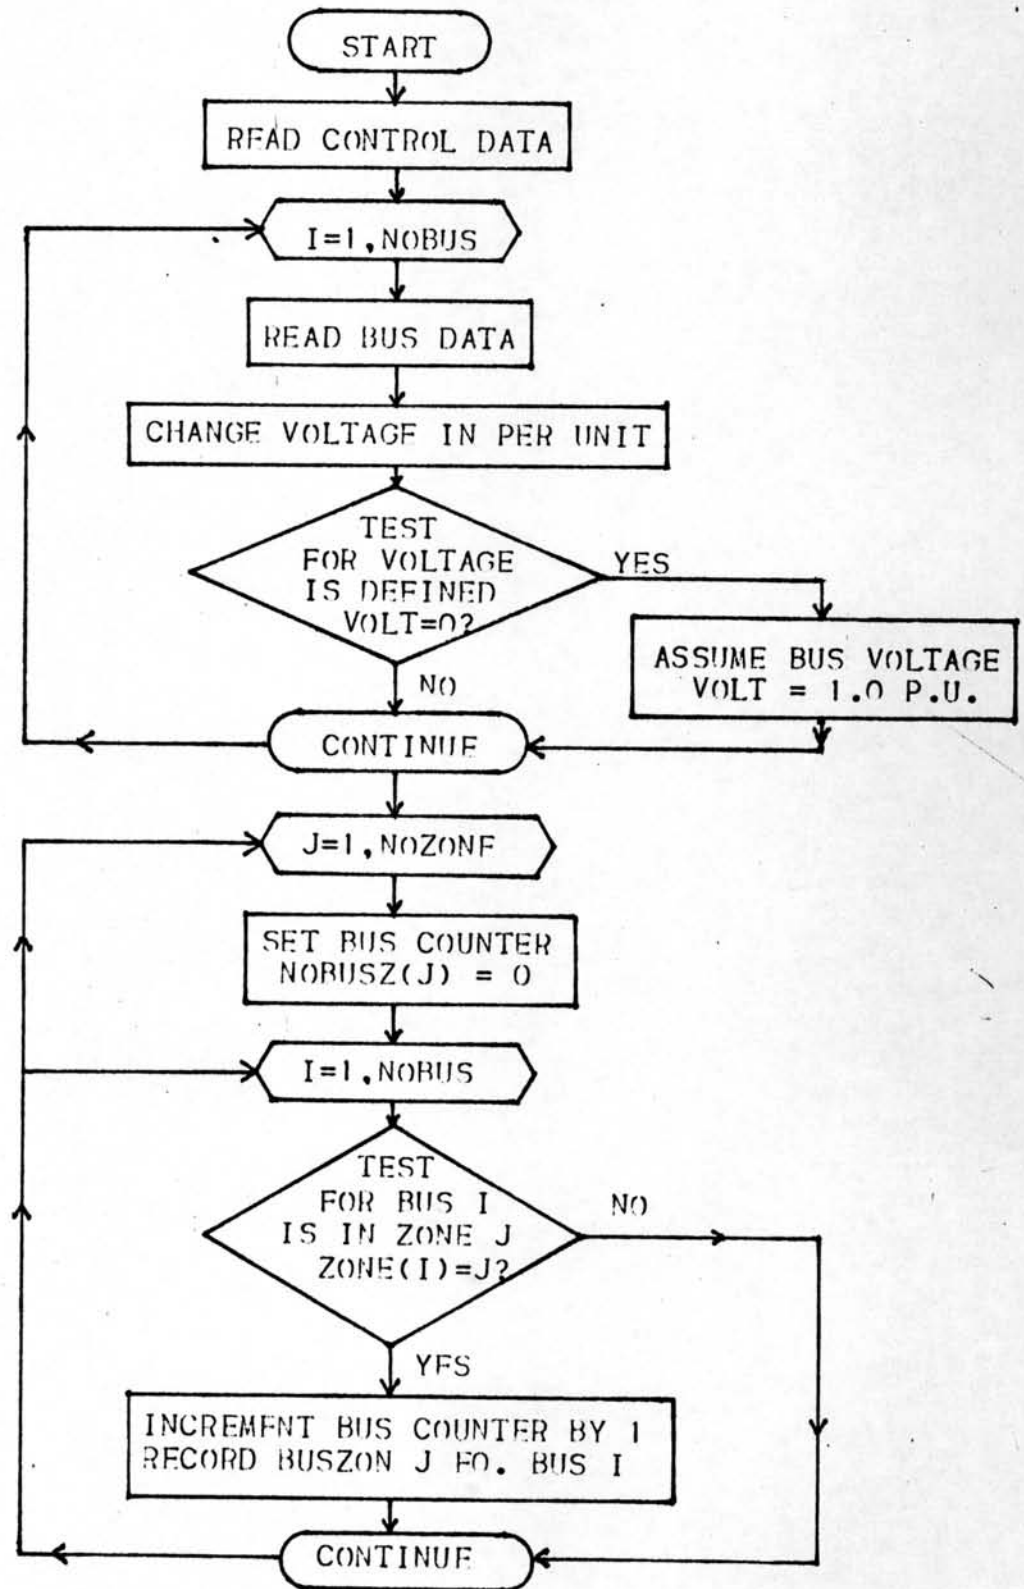 START
READ CONTROL DATA
I=1,NOBUS
READ BUS DATA
CHANGE VOLTAGE IN PER UNIT
TEST
FOR VOLTAGE
IS DEFINED
VOLT=0?
YES
ASSUME BUS VOLTAGE
VOLT = 1.0 P.U.
NO
CONTINUE
J=1,NOZONE
SET BUS COUNTER
NOBUSZ(J) = 0
I=1,NOBUS
TEST
FOR BUS I
IS IN ZONE J
ZONE(I)=J?
NO
YES
INCREMENT BUS COUNTER BY 1
RECORD BUSZON J EQ. BUS I
CONTINUE